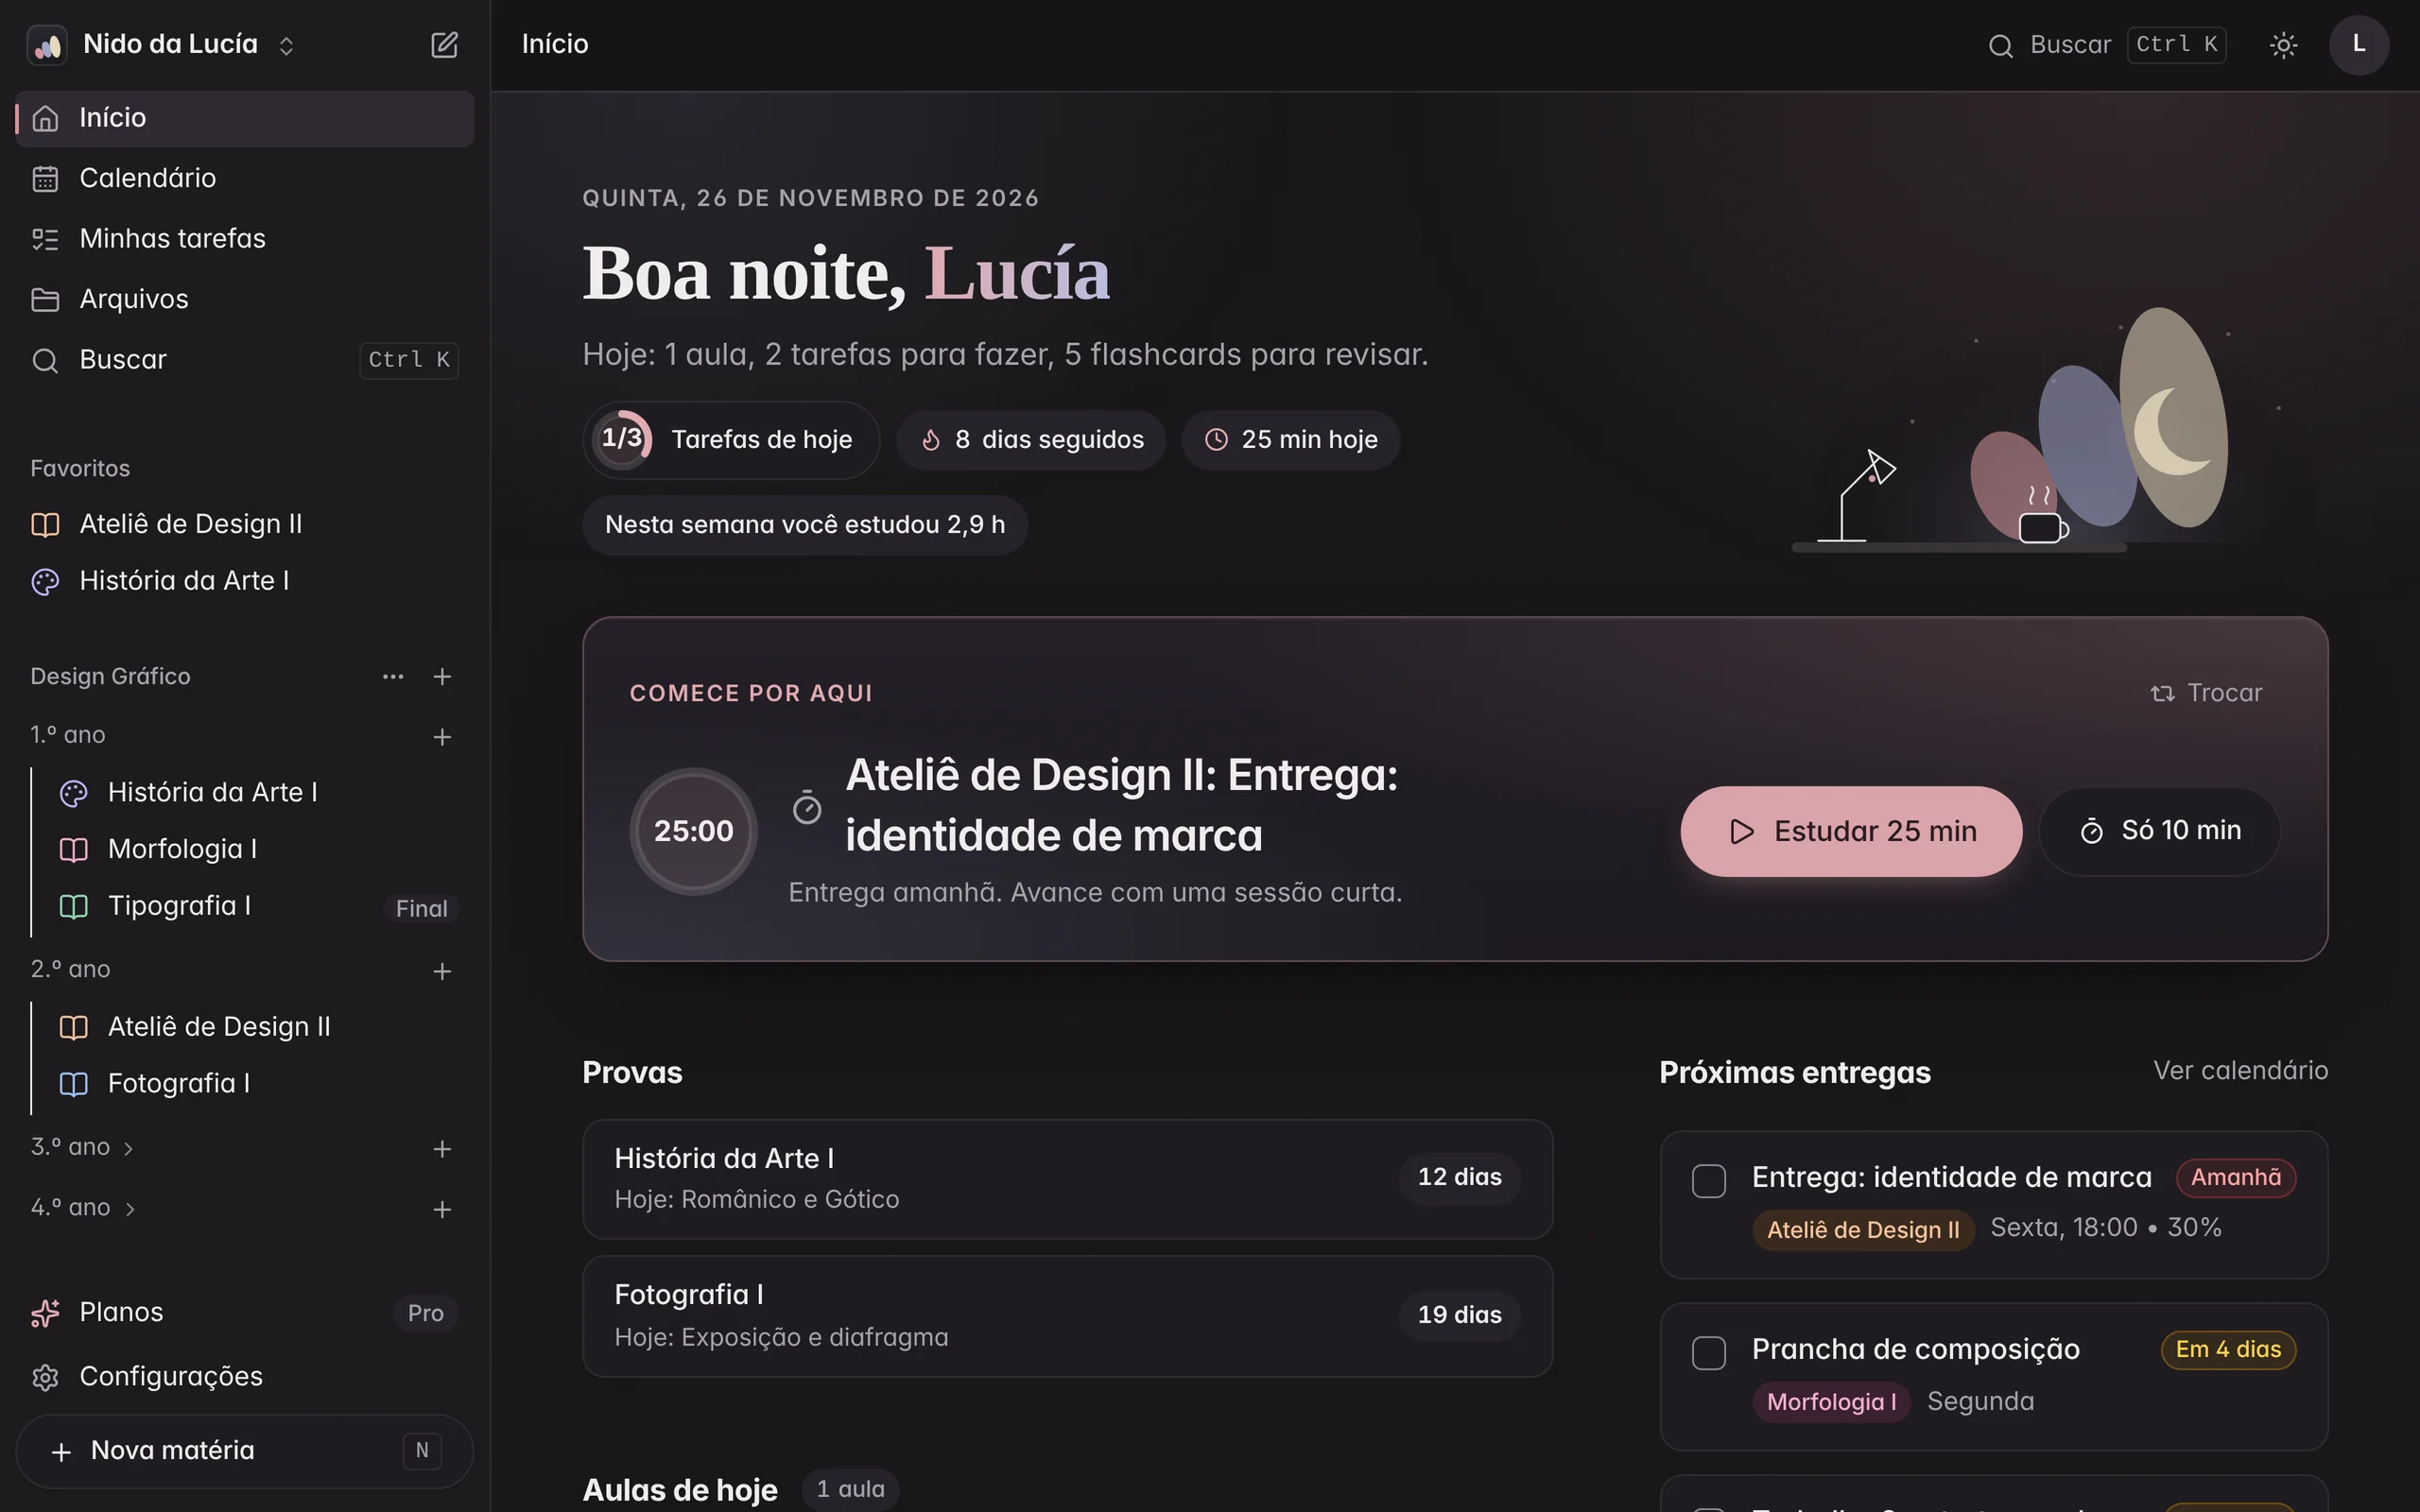 Nido da Lucía
Início
Calendário
Minhas tarefas
Arquivos
Buscar Ctrl K
Favoritos
Ateliê de Design II
História da Arte I
Design Gráfico
1.º ano
História da Arte I
Morfologia I
Tipografia I Final
2.º ano
Ateliê de Design II
Fotografia I
3.º ano
4.º ano
Planos Pro
Configurações
Nova matéria N
Início
Buscar Ctrl K
L
QUINTA, 26 DE NOVEMBRO DE 2026
Boa noite, Lucía
Hoje: 1 aula, 2 tarefas para fazer, 5 flashcards para revisar.
1/3 Tarefas de hoje
8 dias seguidos
25 min hoje
Nesta semana você estudou 2,9 h
COMECE POR AQUI
Trocar
25:00
Ateliê de Design II: Entrega:
identidade de marca
Entrega amanhã. Avance com uma sessão curta.
Estudar 25 min
Só 10 min
Provas
História da Arte I
Hoje: Românico e Gótico
12 dias
Fotografia I
Hoje: Exposição e diafragma
19 dias
Aulas de hoje 1 aula
Próximas entregas
Ver calendário
Entrega: identidade de marca Amanhã
Ateliê de Design II Sexta, 18:00 • 30%
Prancha de composição Em 4 dias
Morfologia I Segunda